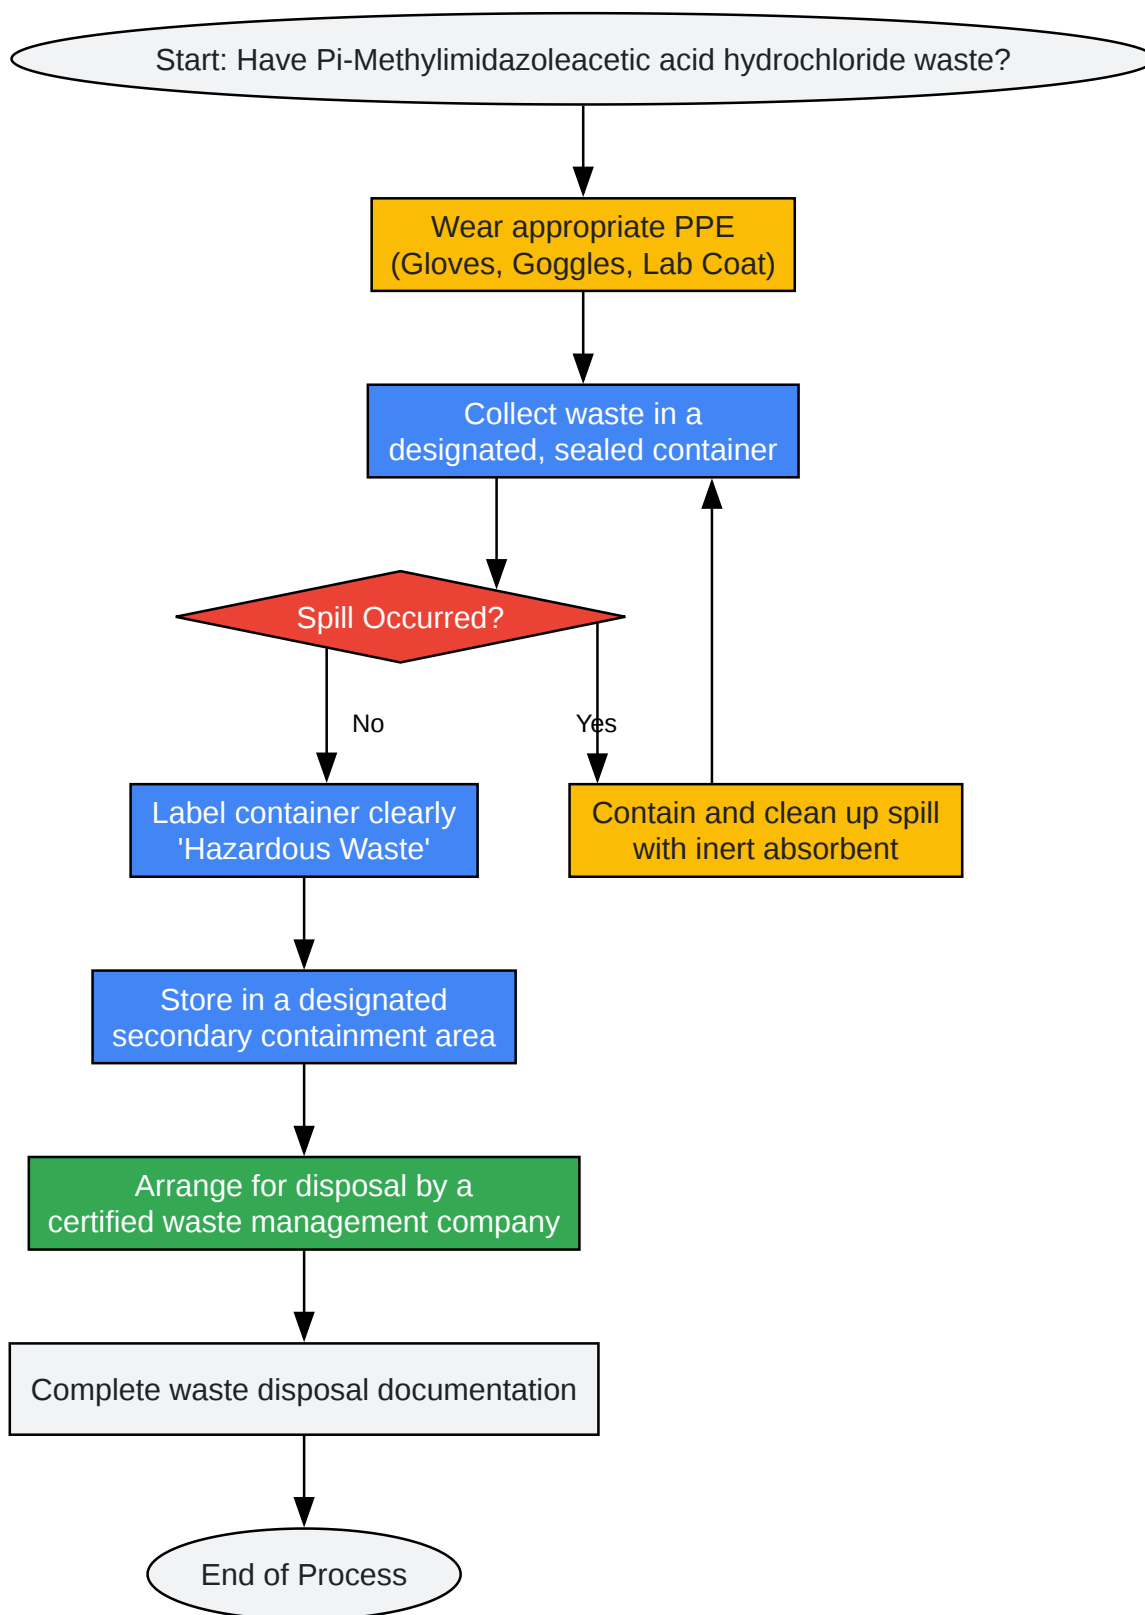 Start: Have Pi-Methylimidazoleacetic acid hydrochloride waste?
Wear appropriate PPE
(Gloves, Goggles, Lab Coat)
Collect waste in a
designated, sealed container
Spill Occurred?
No
Yes
Label container clearly
'Hazardous Waste'
Contain and clean up spill
with inert absorbent
Store in a designated
secondary containment area
Arrange for disposal by a
certified waste management company
Complete waste disposal documentation
End of Process